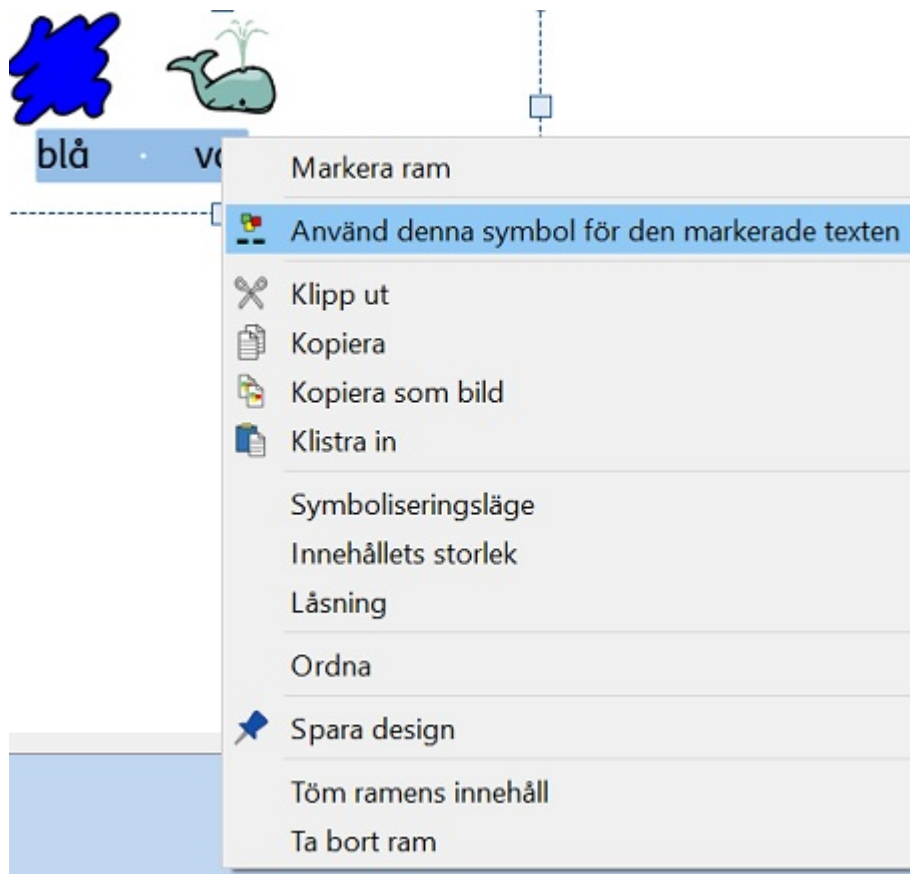 blå
Markera ram
Använd denna symbol för den markerade texten
Klipp ut
Kopiera
Kopiera som bild
Klistra in
Symboliseringsläge
Innehållets storlek
Låsning
Ordna
Spara design
Töm ramens innehåll
Ta bort ram